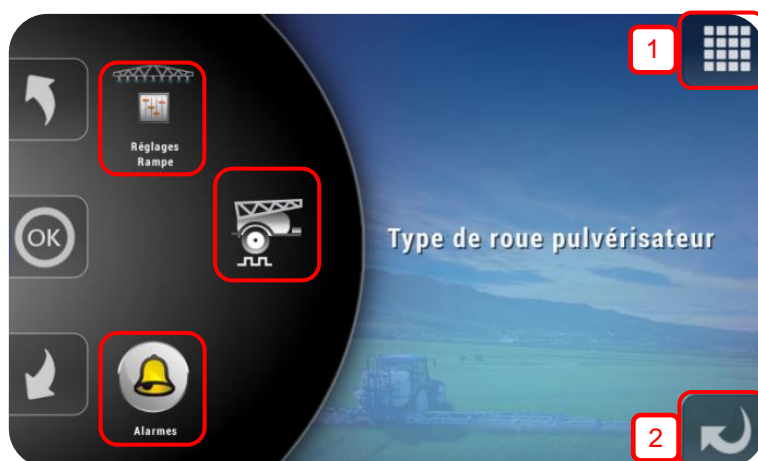 1
Réglages
Rampe
OK
Type de roue pulvérisateur
Alarmes
2